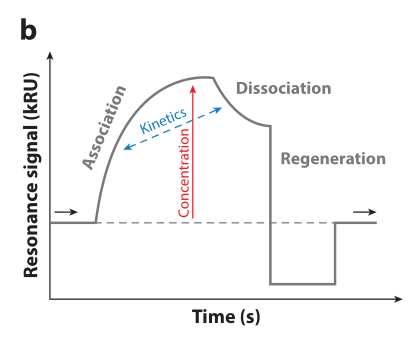 b
Resonance signal (kRU)
Association
Kinetics
Concentration
Dissociation
Regeneration
Time (s)